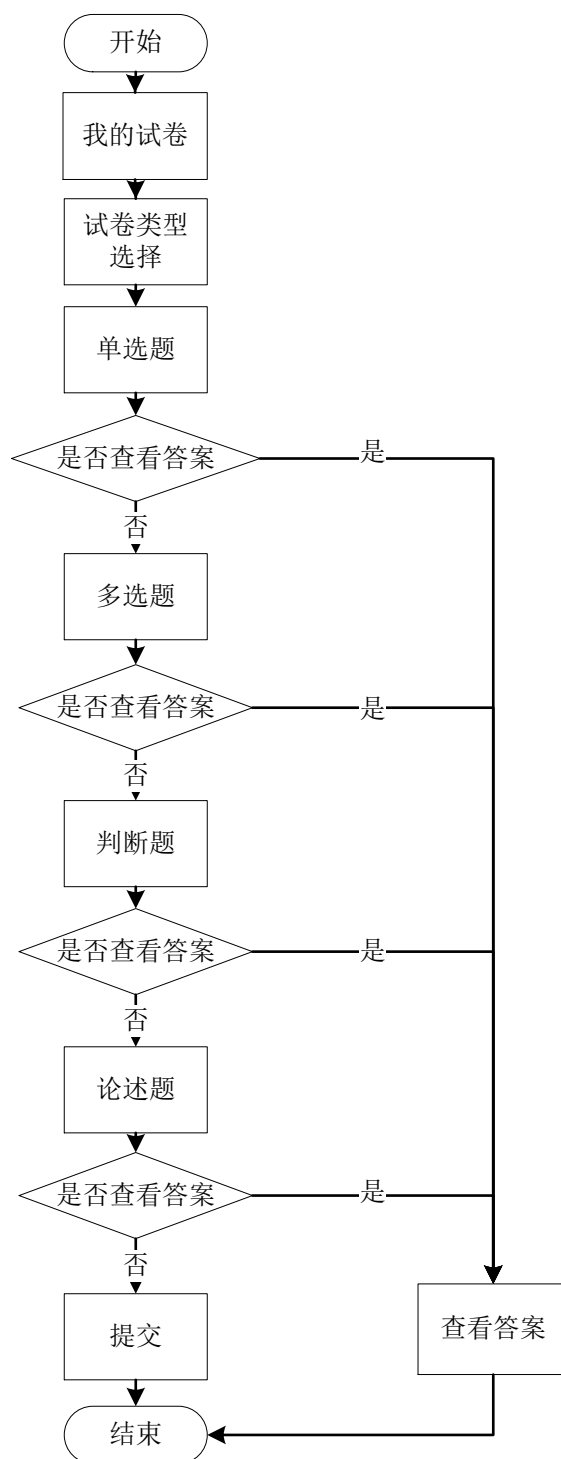 开始
我的试卷
试卷类型
选择
单选题
是否查看答案
是
否
多选题
是否查看答案
是
否
判断题
是否查看答案
是
否
论述题
是否查看答案
是
否
提交
查看答案
结束